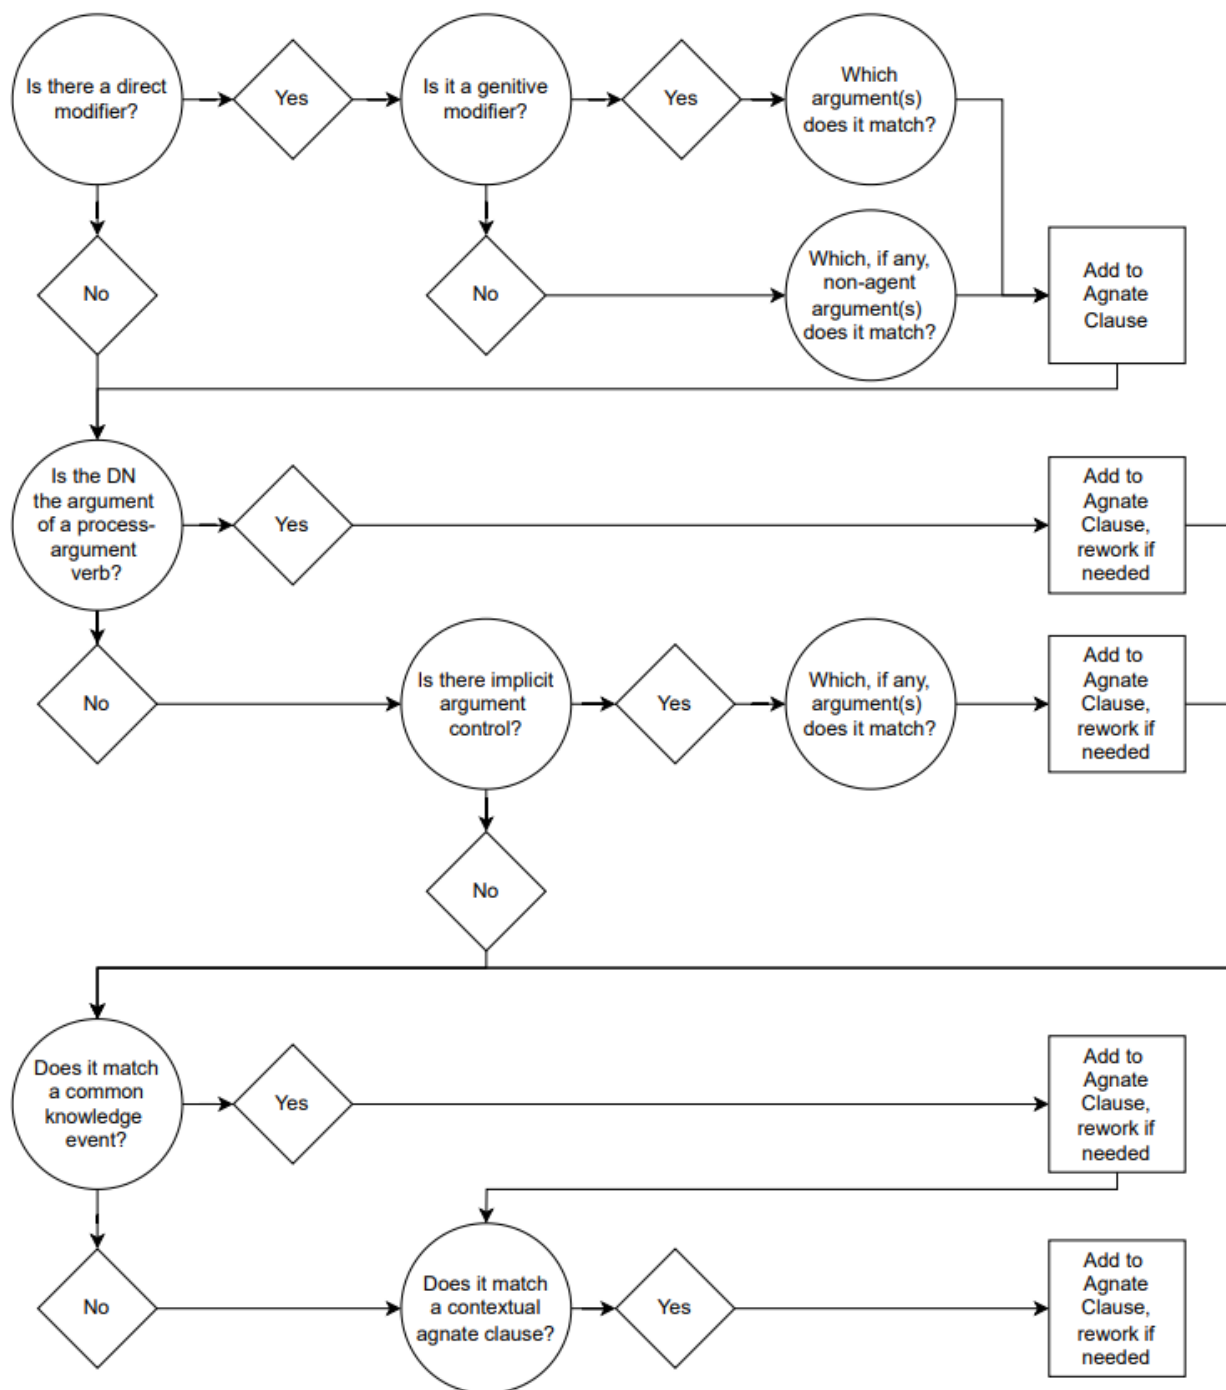 Is there a direct
modifier?
Yes
Is it a genitive
modifier?
Yes
Which
argument(s)
does it match?
No
No
Which, if any,
non-agent
argument(s)
does it match?
Add to
Agnate
Clause
Is the DN
the argument
of a process-
argument
verb?
Yes
Add to
Agnate
Clause,
rework if
needed
No
Is there implicit
argument
control?
Yes
Which, if any,
argument(s)
does it match?
Add to
Agnate
Clause,
rework if
needed
No
Does it match
a common
knowledge
event?
Yes
Add to
Agnate
Clause,
rework if
needed
No
Does it match
a contextual
agnate clause?
Yes
Add to
Agnate
Clause,
rework if
needed